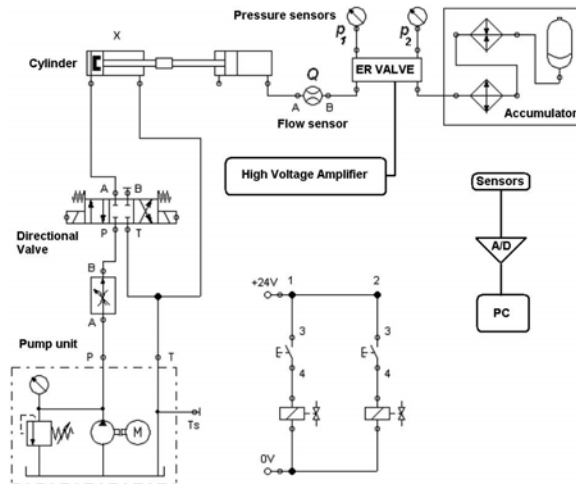 Pressure sensors
X
p1
p2
Cylinder
Q
ER VALVE
A
B
Flow sensor
Accumulator
High Voltage Amplifier
Sensors
A
B
Directional
Valve
P
T
A/D
B
+24V
1
2
PC
3
3
A
4
4
Pump unit
P
T
M
Ts
0V